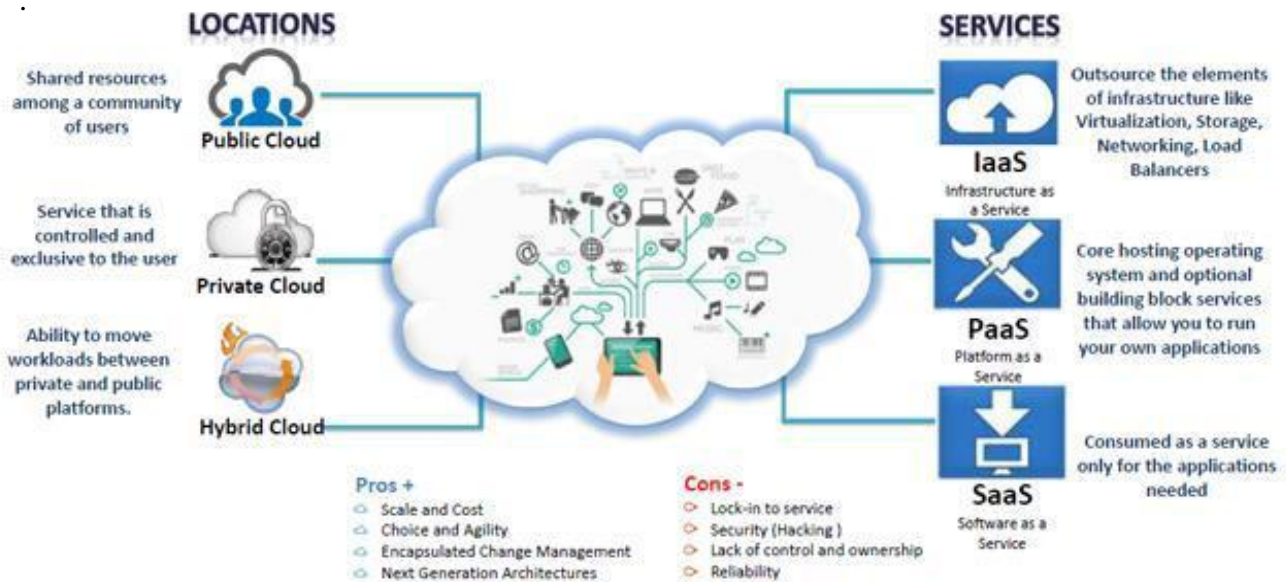 LOCATIONS
Shared resources
among a community
of users
Public Cloud
Service that is
controlled and
exclusive to the user
Private Cloud
Ability to move
workloads between
private and public
platforms.
Hybrid Cloud
SERVICES
IaaS
Infrastructure as
a Service
Outsource the elements
of infrastructure like
Virtualization, Storage,
Networking, Load
Balancers
PaaS
Platform as a
Service
Core hosting operating
system and optional
building block services
that allow you to run
your own applications
SaaS
Software as a
Service
Consumed as a service
only for the applications
needed
MUSIC
PLAY
Pros +
Scale and Cost
Choice and Agility
Encapsulated Change Management
Next Generation Architectures
Cons -
Lock-in to service
Security (Hacking )
Lack of control and ownership
Reliability